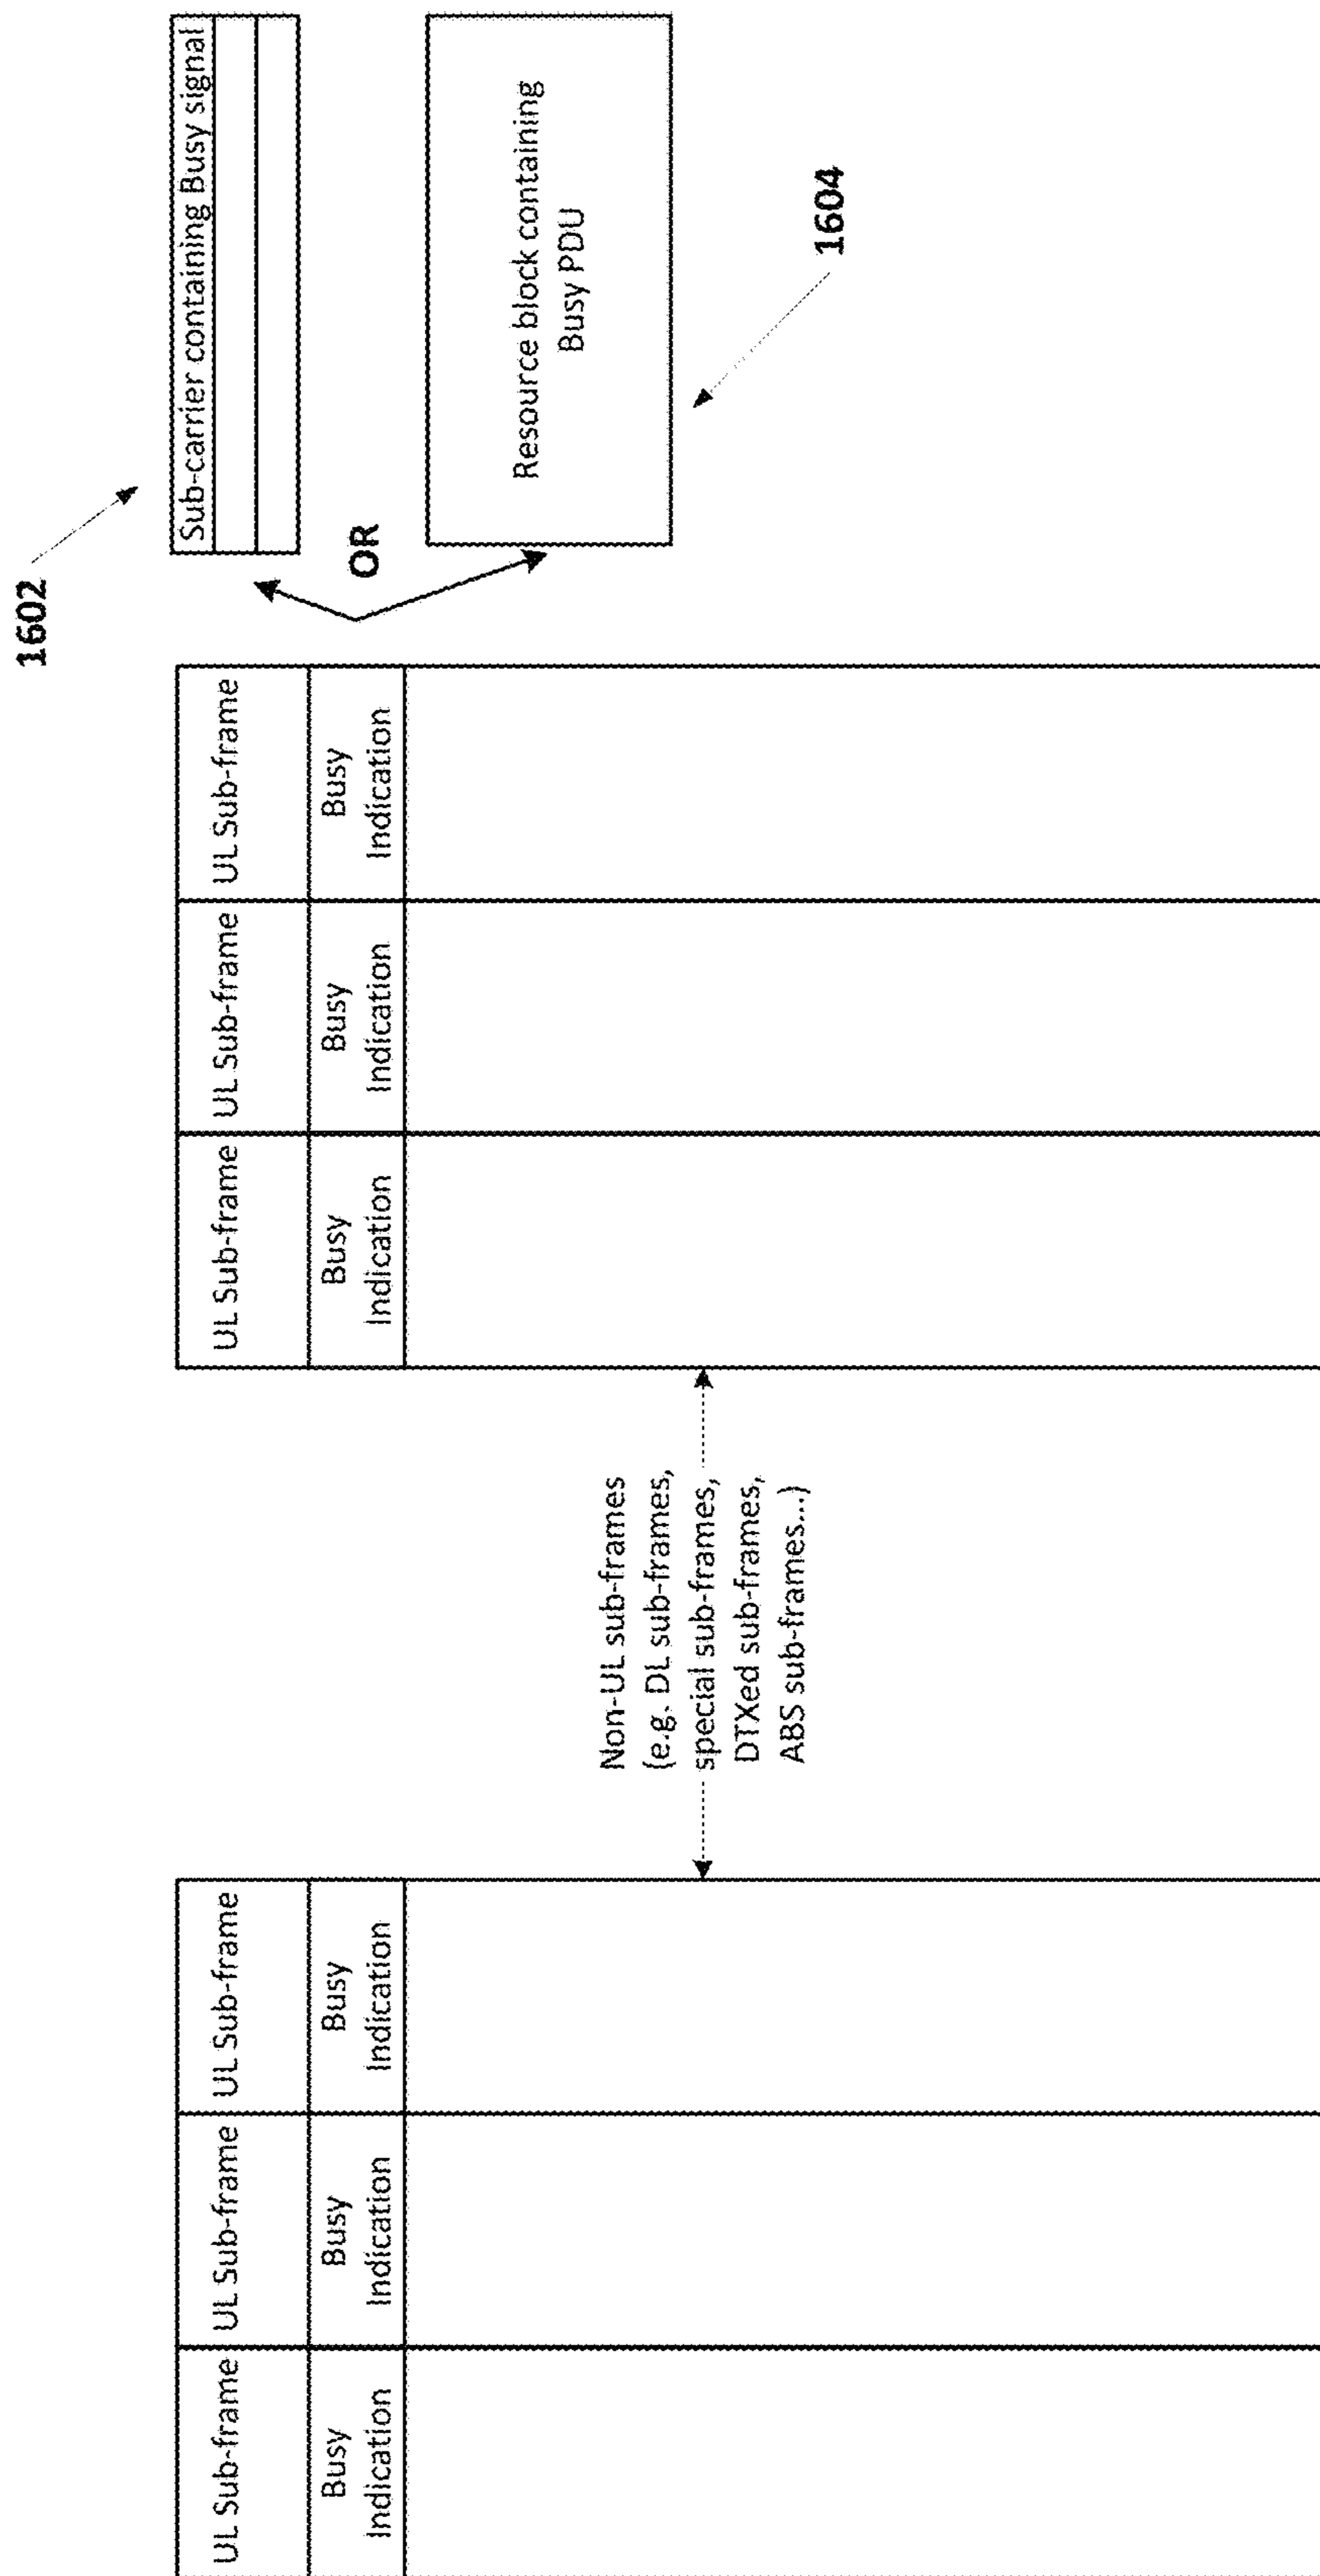 UL Sub-frame
UL Sub-frame
UL Sub-frame
Busy
Indication
Busy
Indication
Busy
Indication
Non-UL sub-frames
(e.g. DL sub-frames,
special sub-frames,
DTXed sub-frames,
ABS sub-frames...)
UL Sub-frame
UL Sub-frame
UL Sub-frame
Busy
Indication
Busy
Indication
Busy
Indication
1602
Sub-carrier containing Busy signal
OR
Resource block containing
Busy PDU
1604